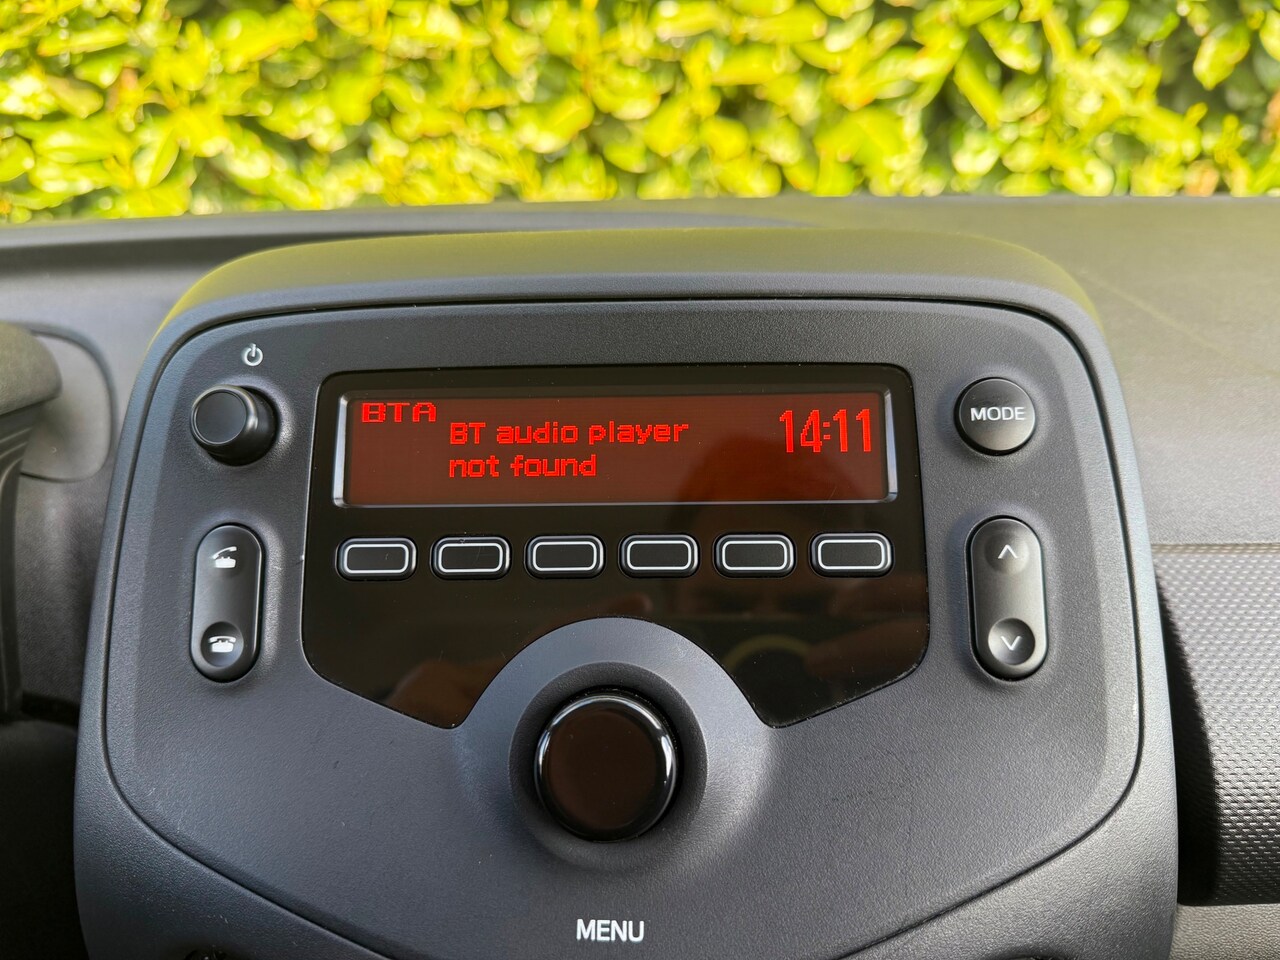 BTA
BT audio player
not found
14:11
MODE
MENU